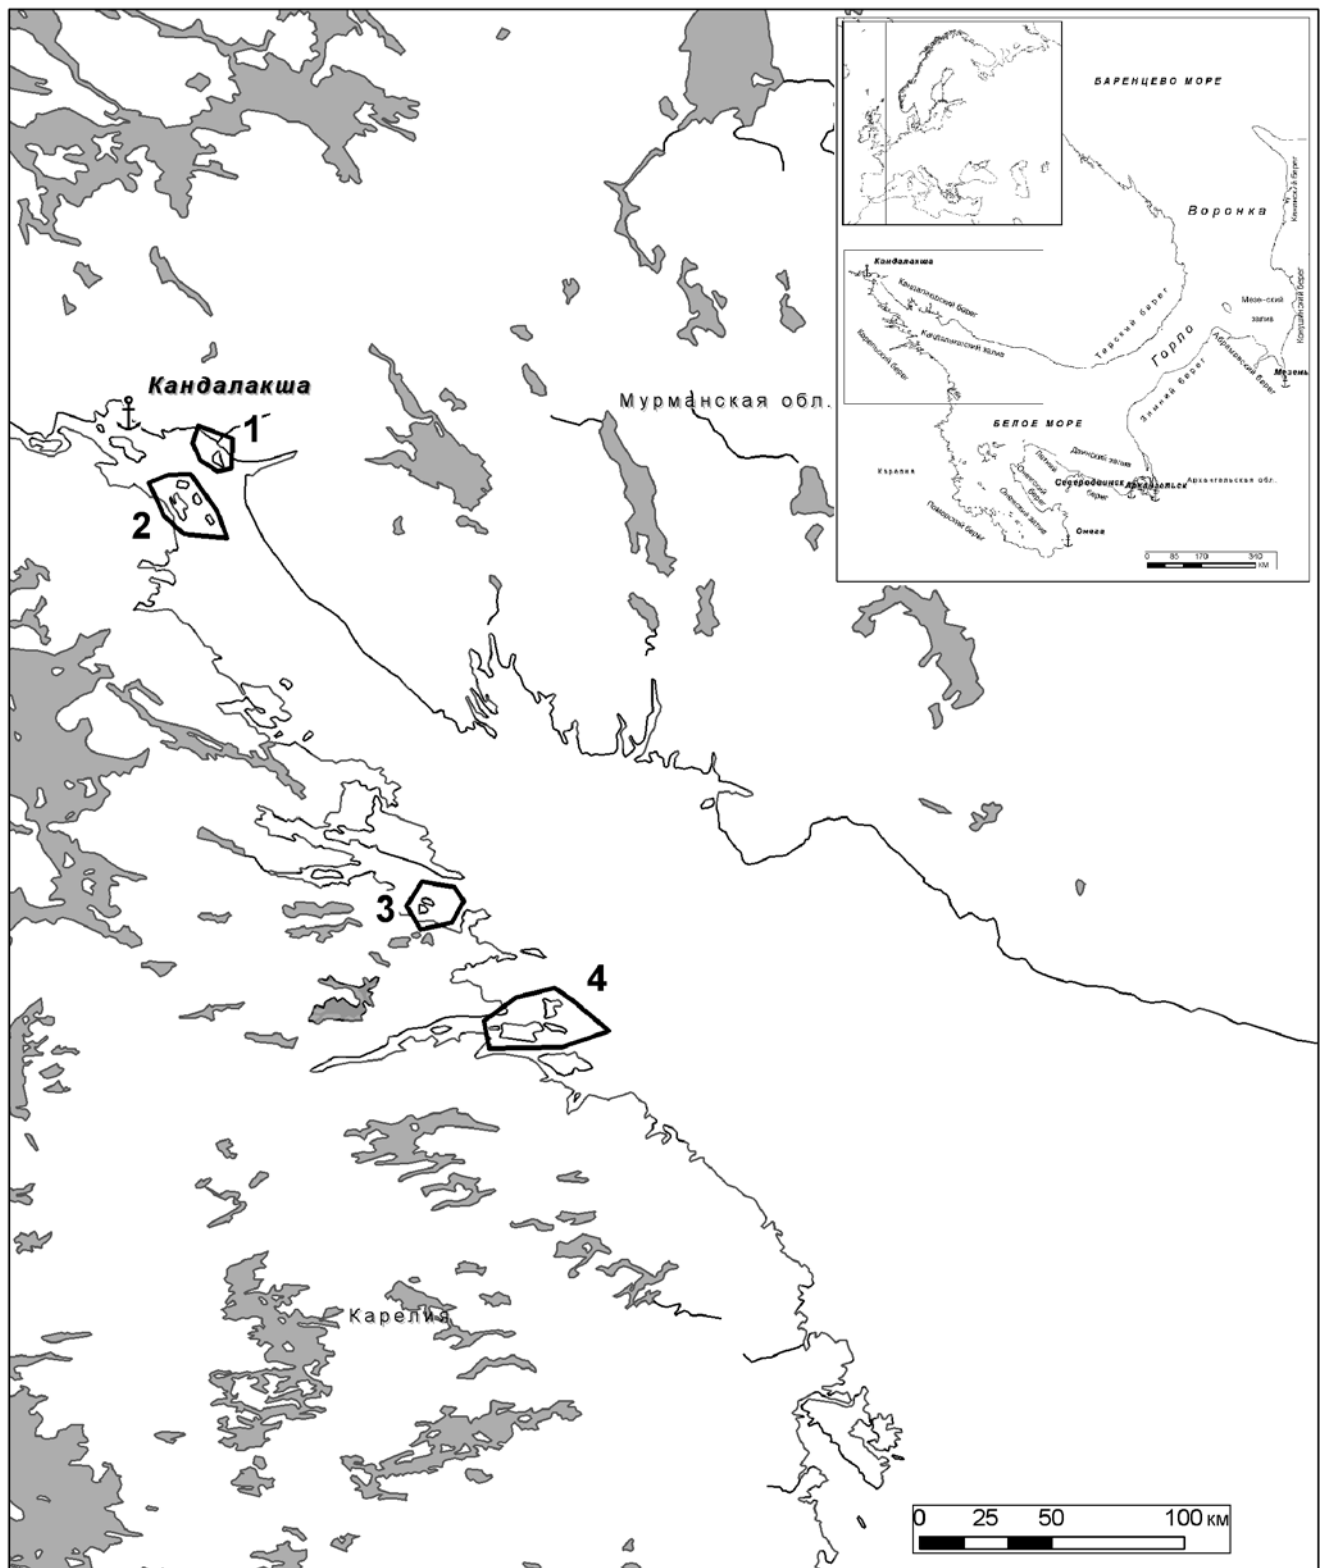 БАРЕНЦЕВО МОРЕ
Воронка
Канинский берег
Кандалакша
Кандалакшский берег
Мезенский
залив
Конушинский берег
Кандалакшский залив
Терский берег
Горло
Карельский берег
Абрамовский берег
Мезень
Зимний берег
БЕЛОЕ МОРЕ
Двинский залив
Карелия
Летний
берег
Онежский
берег
Северодвинск
Архангельск
Архангельская обл.
Онежский залив
Поморский берег
Онега
0 85 170 340
КМ
Кандалакша
Мурманская обл.
1
2
3
4
Карелия
0 25 50 100 КМ